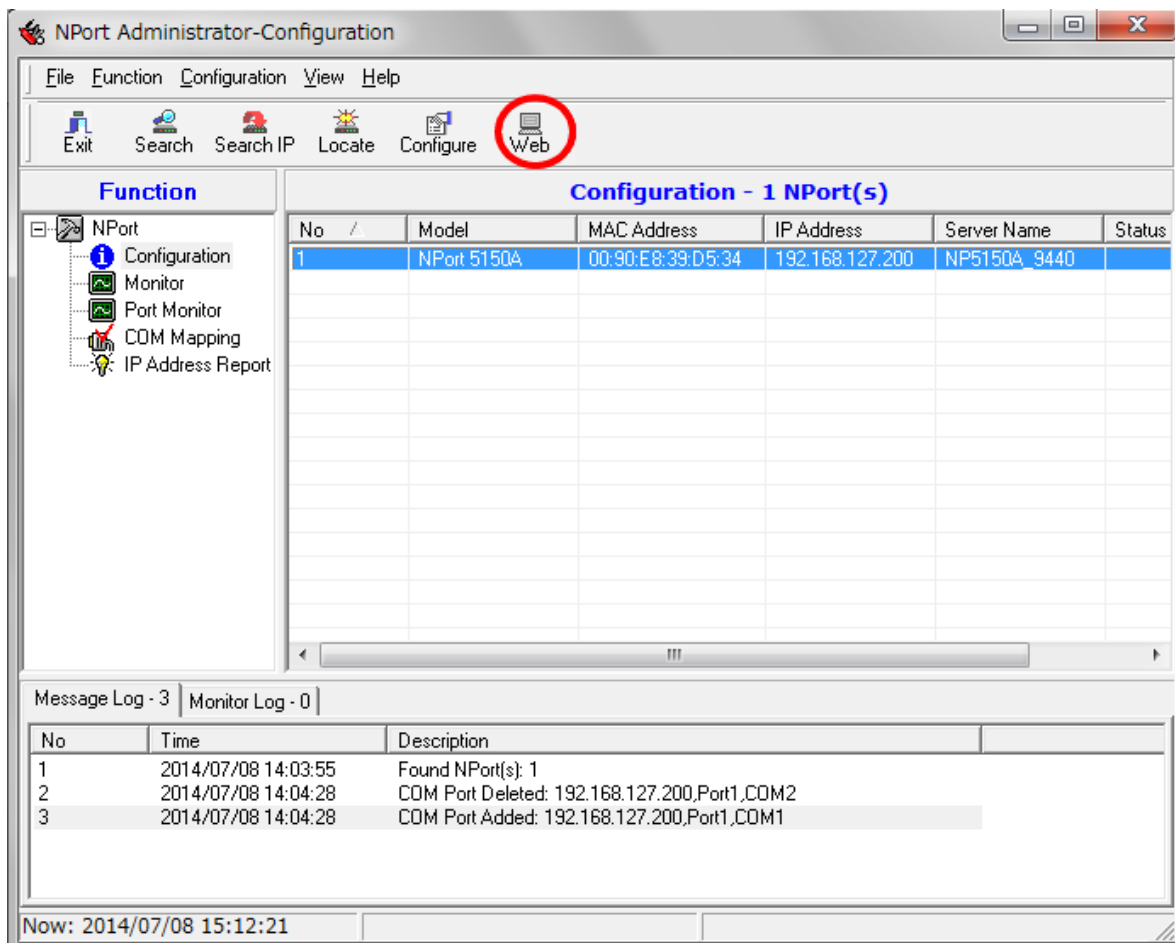 NPort Administrator-Configuration
File Function Configuration View Help
Exit Search Search IP Locate Configure Web
Function
Configuration - 1 NPort(s)
NPort
Configuration
Monitor
Port Monitor
COM Mapping
IP Address Report
No Model MAC Address IP Address Server Name Status
1 NPort 5150A 00:90:E8:39:D5:34 192.168.127.200 NP5150A_9440
Message Log - 3 Monitor Log - 0
No Time Description
1 2014/07/08 14:03:55 Found NPort(s): 1
2 2014/07/08 14:04:28 COM Port Deleted: 192.168.127.200,Port1,COM2
3 2014/07/08 14:04:28 COM Port Added: 192.168.127.200,Port1,COM1
Now: 2014/07/08 15:12:21